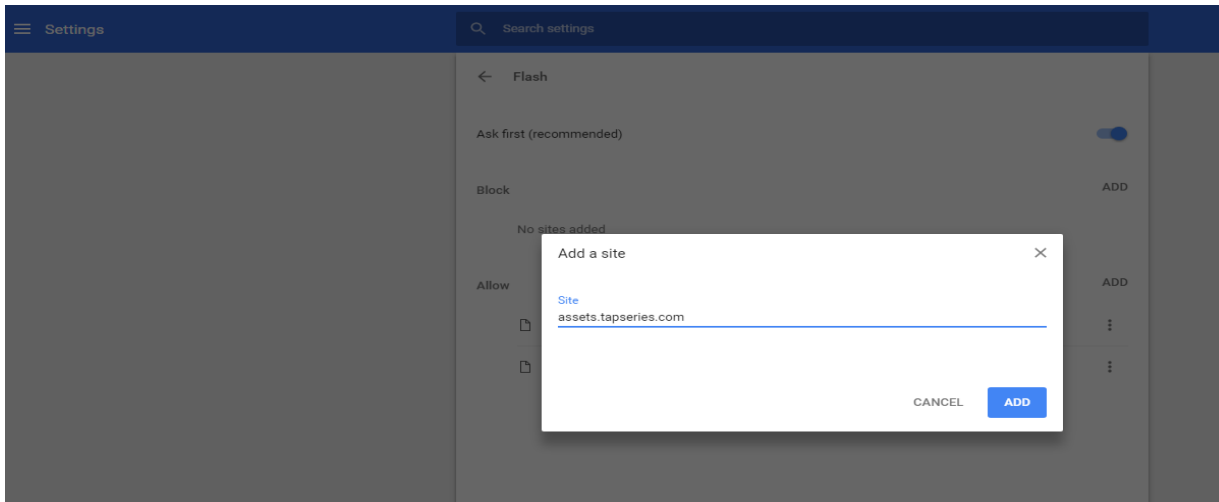 Settings
Search settings
Flash
Ask first (recommended)
Block
ADD
No sites added
Add a site
Allow
ADD
Site
assets.tapseries.com
CANCEL
ADD